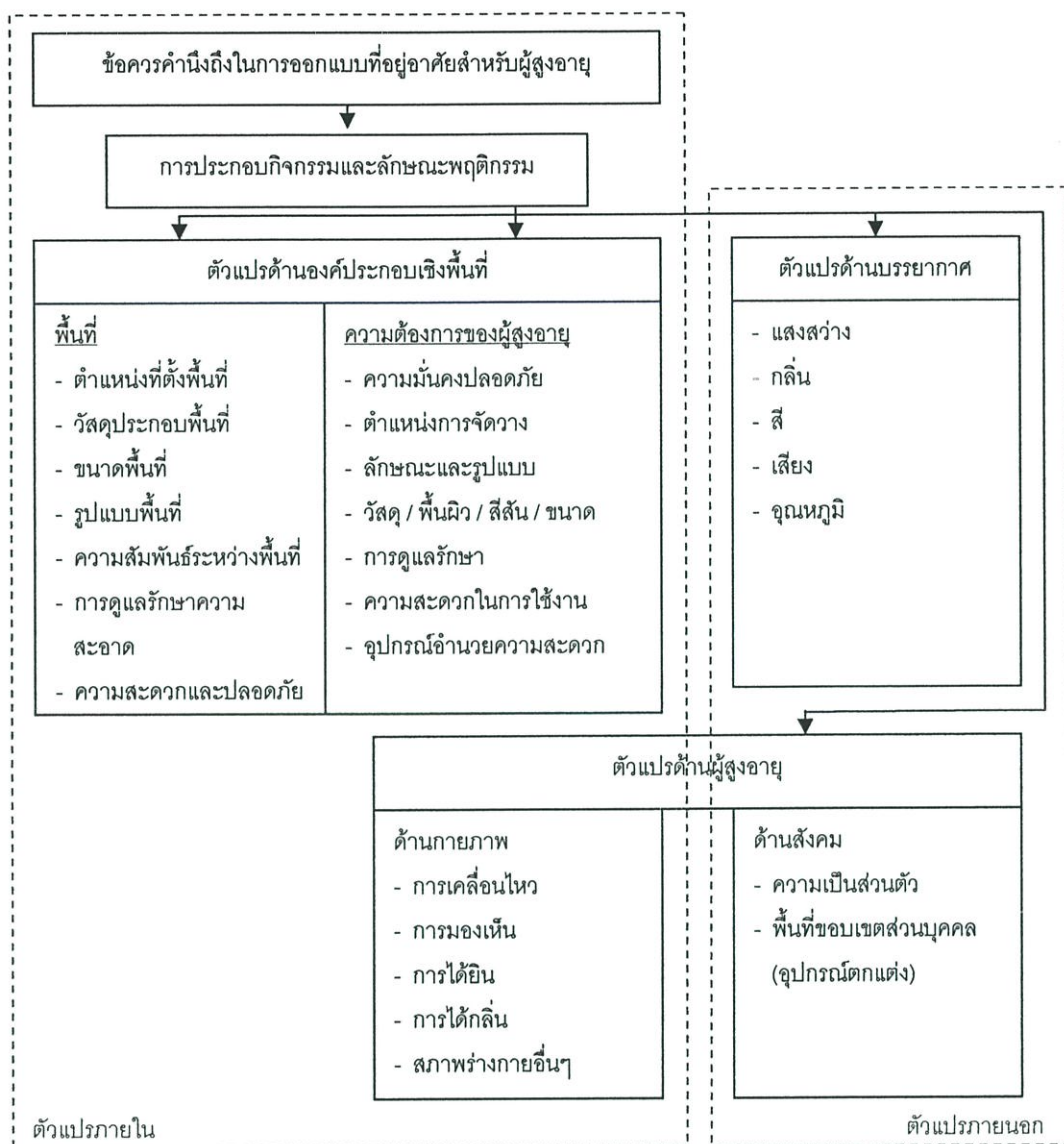 ข้อควรคำนึงถึงในการออกแบบที่อยู่อาศัยสำหรับผู้สูงอายุ
การประกอบกิจกรรมและลักษณะพฤติกรรม
ตัวแปรด้านองค์ประกอบเชิงพื้นที่
พื้นที่
- ตำแหน่งที่ตั้งพื้นที่
- วัสดุประกอบพื้นที่
- ขนาดพื้นที่
- รูปแบบพื้นที่
- ความสัมพันธ์ระหว่างพื้นที่
- การดูแลรักษาความ
สะอาด
- ความสะดวกและปลอดภัย
ความต้องการของผู้สูงอายุ
- ความมั่นคงปลอดภัย
- ตำแหน่งการจัดวาง
- ลักษณะและรูปแบบ
- วัสดุ / พื้นผิว / สีสัน / ขนาด
- การดูแลรักษา
- ความสะดวกในการใช้งาน
- อุปกรณ์อำนวยความสะดวก
ตัวแปรด้านบรรยากาศ
- แสงสว่าง
- กลิ่น
- สี
- เสียง
- อุณหภูมิ
ตัวแปรด้านผู้สูงอายุ
ด้านกายภาพ
- การเคลื่อนไหว
- การมองเห็น
- การได้ยิน
- การได้กลิ่น
- สภาพร่างกายอื่นๆ
ด้านสังคม
- ความเป็นส่วนตัว
- พื้นที่ขอบเขตส่วนบุคคล
(อุปกรณ์ตกแต่ง)
ตัวแปรภายใน
ตัวแปรภายนอก